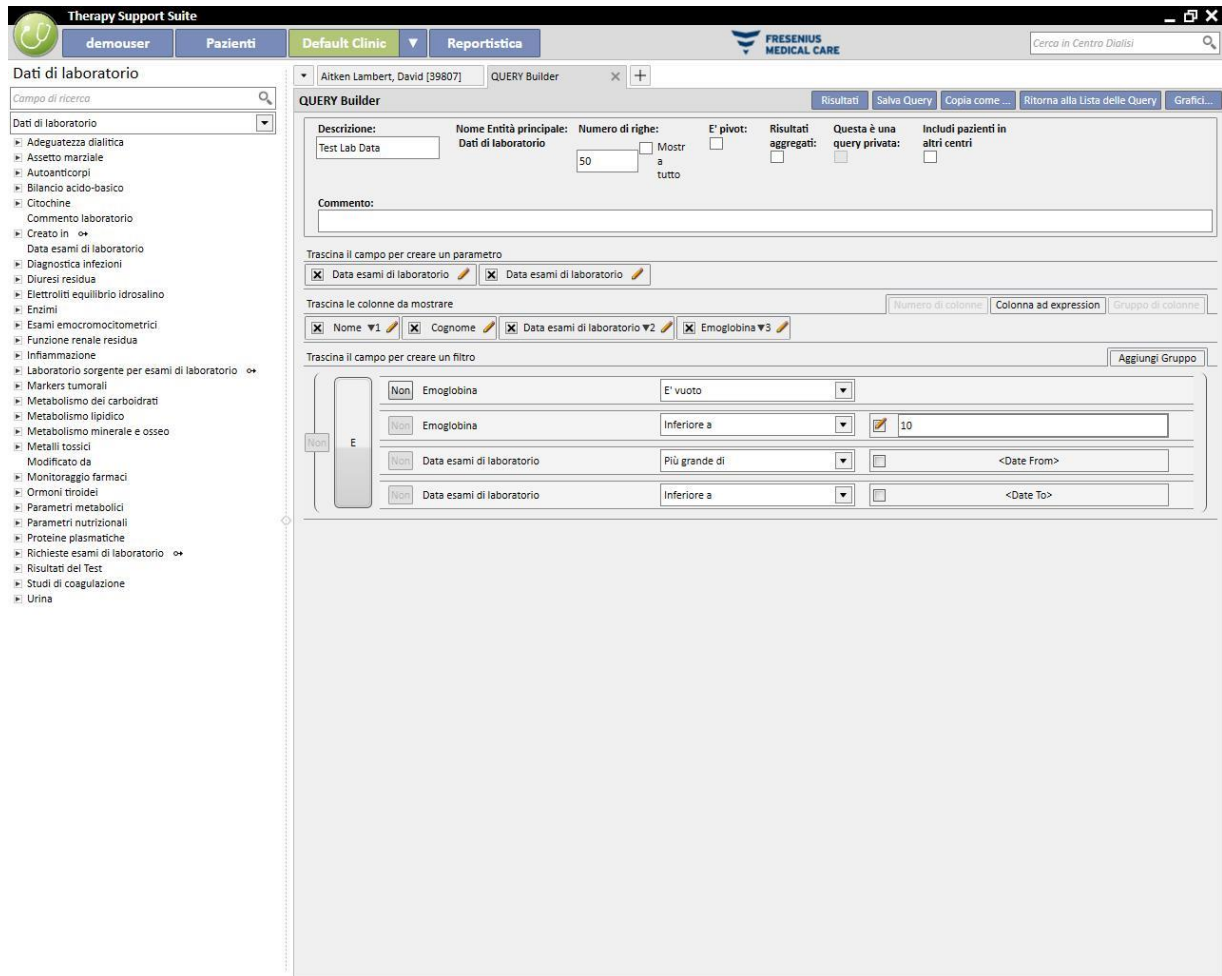 Therapy Support Suite
demouser
Pazienti
Default Clinic
Reportistica
FRESENIUS
MEDICAL CARE
Cerca in Centro Dialisi
Dati di laboratorio
Campo di ricerca
Dati di laboratorio
Adeguatezza dialitica
Assetto marziale
Autoanticorpi
Bilancio acido-basico
Citochine
Commento laboratorio
Creato in
Data esami di laboratorio
Diagnostica infezioni
Diuresi residua
Elettroliti equilibrio idrosalino
Enzimi
Esami emocromocitometrici
Funzione renale residua
Infiammazione
Laboratorio sorgente per esami di laboratorio
Markers tumorali
Metabolismo dei carboidrati
Metabolismo lipidico
Metabolismo minerale e osseo
Metalli tossici
Modificato da
Monitoraggio farmaci
Ormoni tiroidei
Parametri metabolici
Parametri nutrizionali
Proteine plasmatiche
Richieste esami di laboratorio
Risultati del Test
Studi di coagulazione
Urina
Aitken Lambert, David [39807]
QUERY Builder
QUERY Builder
Risultati
Salva Query
Copia come ...
Ritorna alla Lista delle Query
Grafici...
Descrizione:
Test Lab Data
Nome Entità principale:
Dati di laboratorio
Numero di righe:
50
Mostr
a
tutto
E' pivot:
Risultati
aggregati:
Questa è una
query privata:
Includi pazienti in
altri centri
Commento:
Trascina il campo per creare un parametro
Data esami di laboratorio
Data esami di laboratorio
Trascina le colonne da mostrare
Numero di colonne
Colonna ad expression
Gruppo di colonne
Nome ▼1
Cognome
Data esami di laboratorio ▼2
Emoglobina ▼3
Trascina il campo per creare un filtro
Aggiungi Gruppo
Non
E
Non Emoglobina E' vuoto
Non Emoglobina Inferiore a 10
Non Data esami di laboratorio Più grande di <Date From>
Non Data esami di laboratorio Inferiore a <Date To>